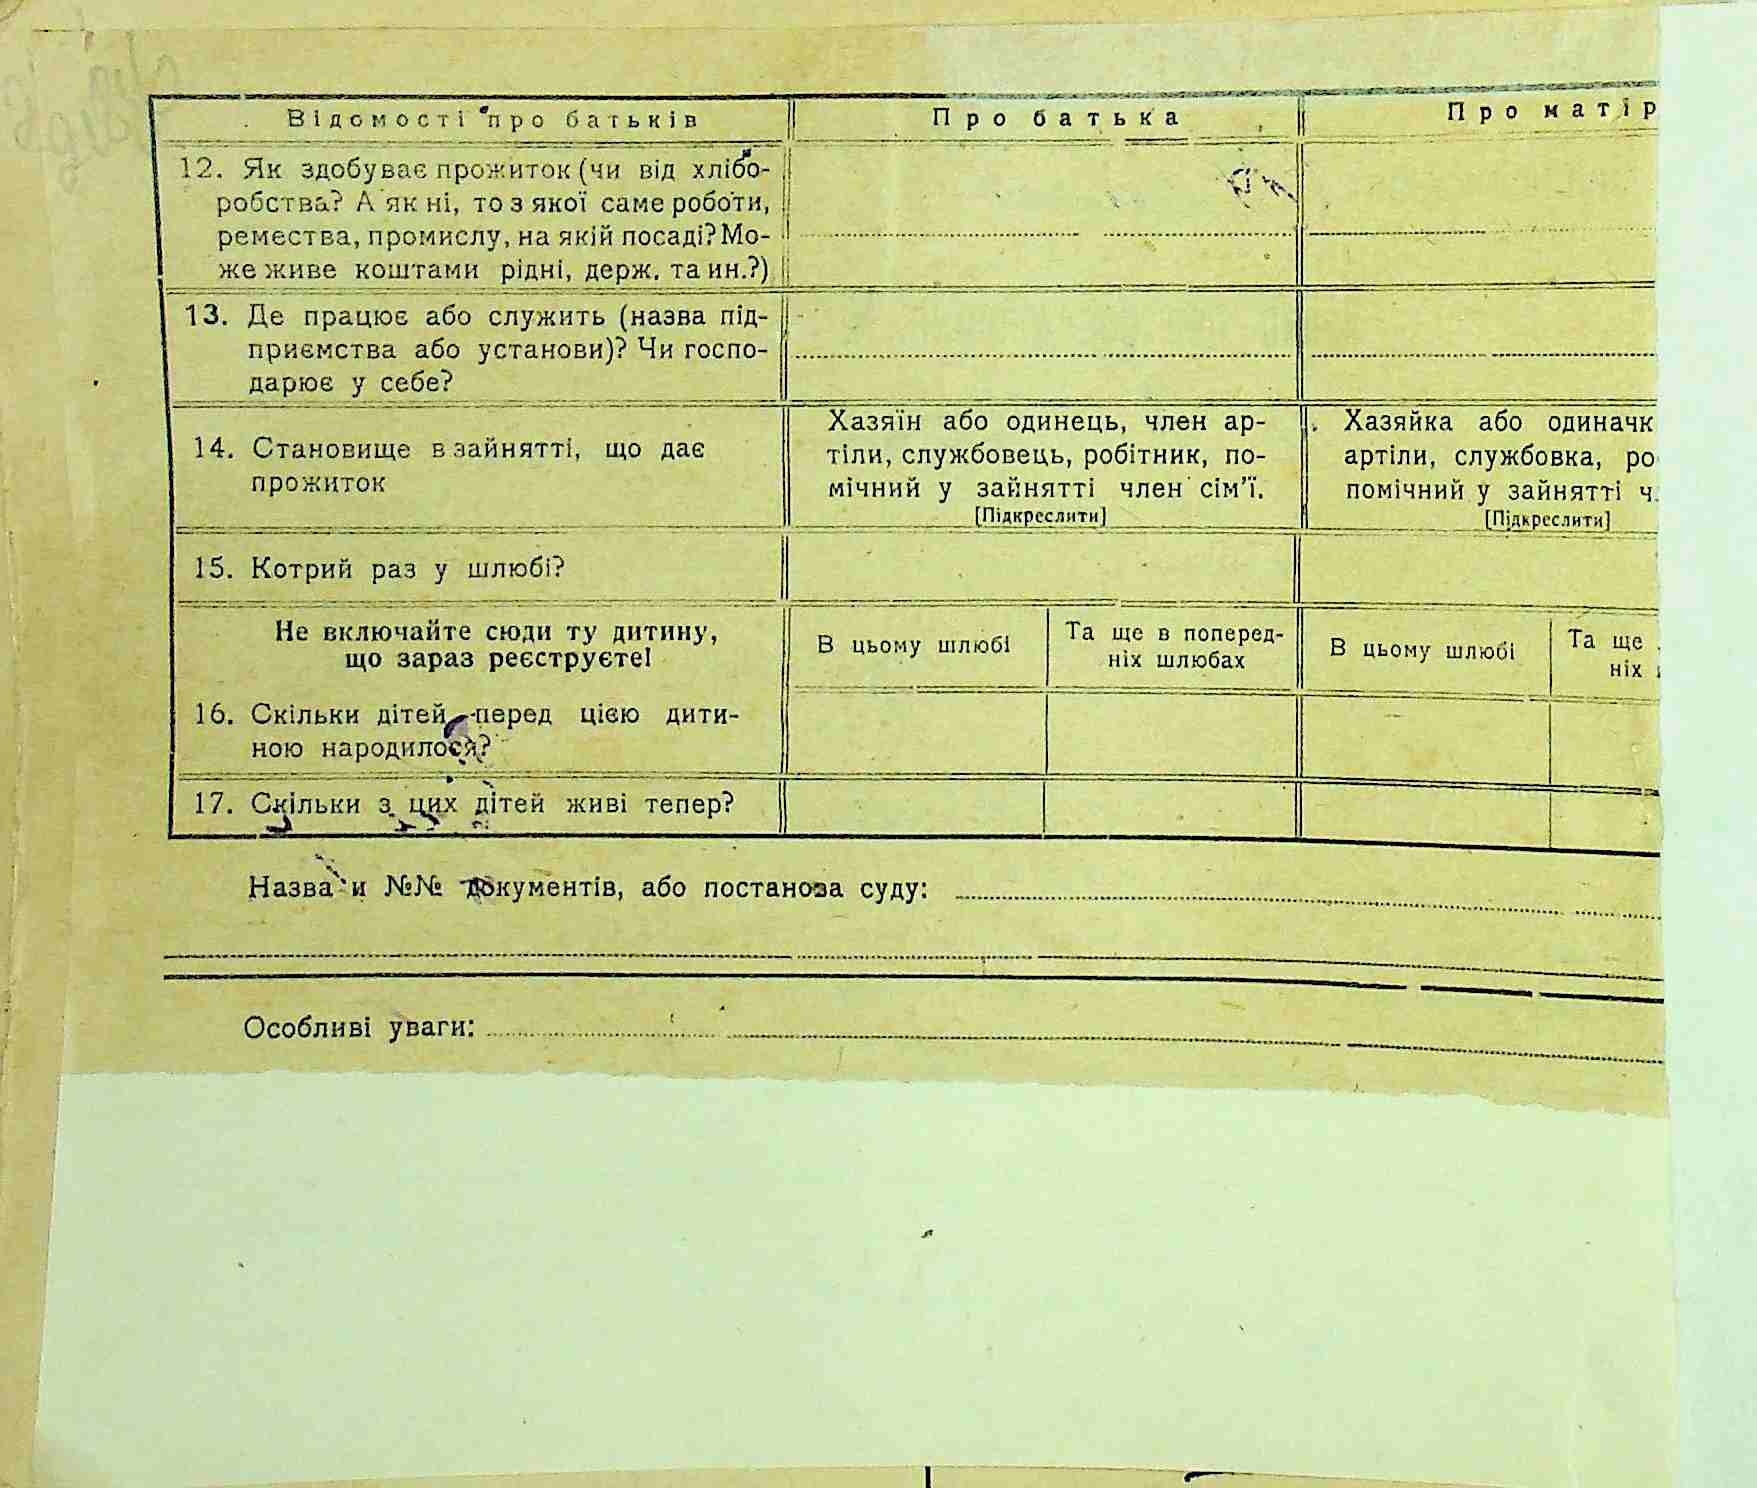 Відомості про батьків
Про батька
Про матір
12. Як здобуває прожиток (чи від хлібо-
робства? А як ні, то з якої саме роботи,
ремества, промислу, на якій посаді? Мо-
же живе коштами рідні, держ. та ин.?)
13. Де працює або служить (назва під-
приємства або установи)? Чи госпо-
дарює у себе?
14. Становище в зайнятті, що дає
прожиток
Хазяїн або одинець, член ар-
тіли, службовець, робітник, по-
мічний у зайнятті член сім’ї.
[Підкреслити]
Хазяйка або одиначк
артіли, службовка, ро
помічний у зайнятті ч
[Підкреслити]
15. Котрий раз у шлюбі?
Не включайте сюди ту дитину,
що зараз реєструєте!
В цьому шлюбі
Та ще в поперед-
ніх шлюбах
В цьому шлюбі
Та ще
ніх
16. Скільки дітей перед цією дити-
ною народилося?
17. Скільки з цих дітей живі тепер?
Назва и №№ документів, або постанова суду:
Особливі уваги: